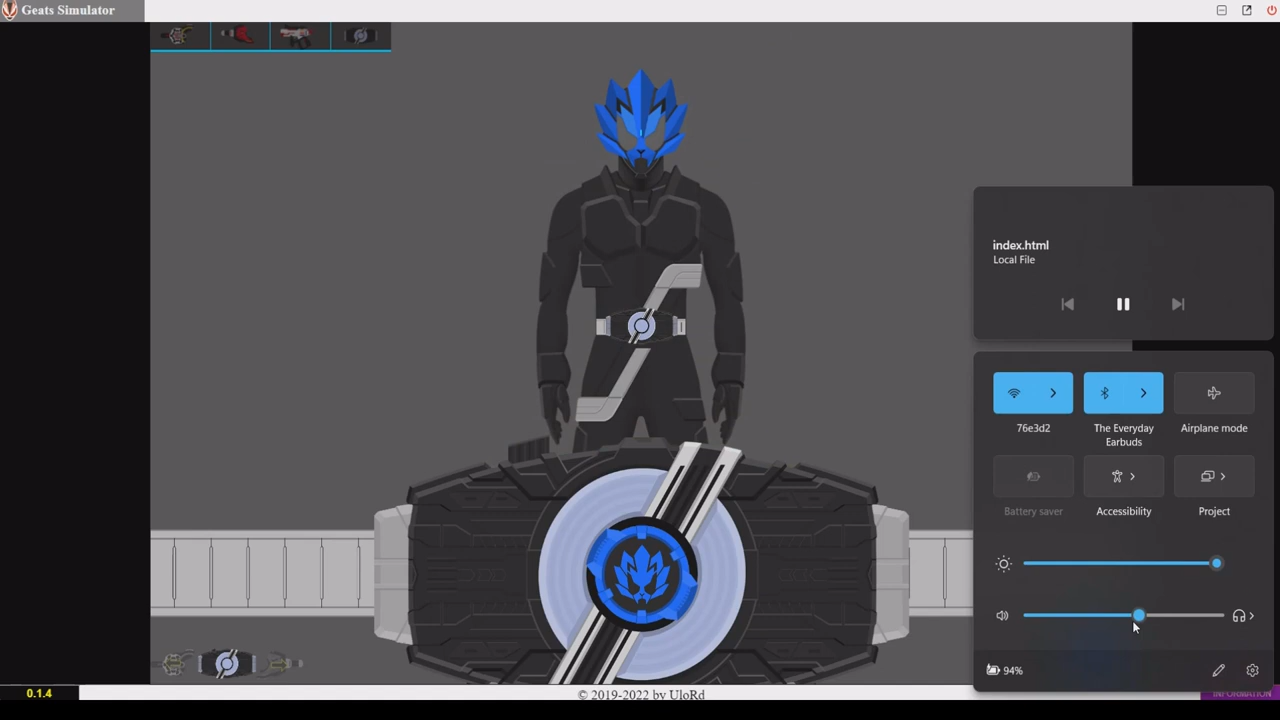 Geats Simulator
index.html
Local File
76e3d2
The Everyday
Earbuds
Airplane mode
Battery saver
Accessibility
Project
94%
0.1.4
© 2019-2022 by UloRd
INFORMATION